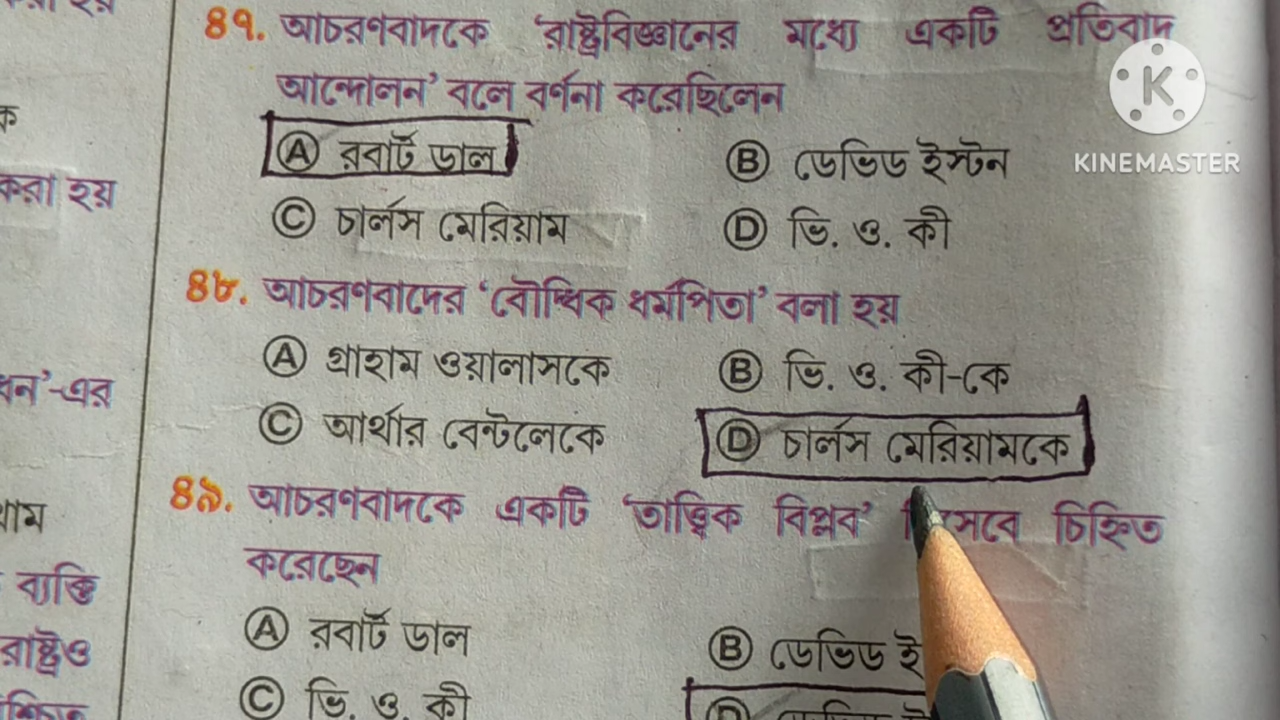 ক
করা হয়
ধন'-এর
থাম
ব্যক্তি
রাষ্ট্রও
৪৭. আচরণবাদকে 'রাষ্ট্রবিজ্ঞানের মধ্যে একটি প্রতিবাদ
আন্দোলন' বলে বর্ণনা করেছিলেন
A রবার্ট ডাল
B ডেভিড ইস্টন
C চার্লস মেরিয়াম
D ভি. ও. কী
৪৮. আচরণবাদের 'বৌদ্ধিক ধর্মপিতা' বলা হয়
A গ্রাহাম ওয়ালাসকে
B ভি. ও. কী-কে
C আর্থার বেন্টলেকে
D চার্লস মেরিয়ামকে
৪৯. আচরণবাদকে একটি 'তাত্ত্বিক বিপ্লব' চিহ্নিত
করেছেন
A রবার্ট ডাল
B ডেভিড ই
C ভি. ও. কী
D
K
KINEMASTER